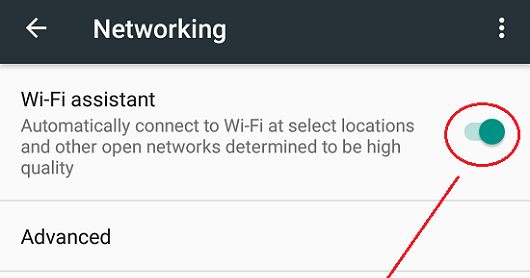 Networking
Wi-Fi assistant
Automatically connect to Wi-Fi at select locations
and other open networks determined to be high
quality
Advanced